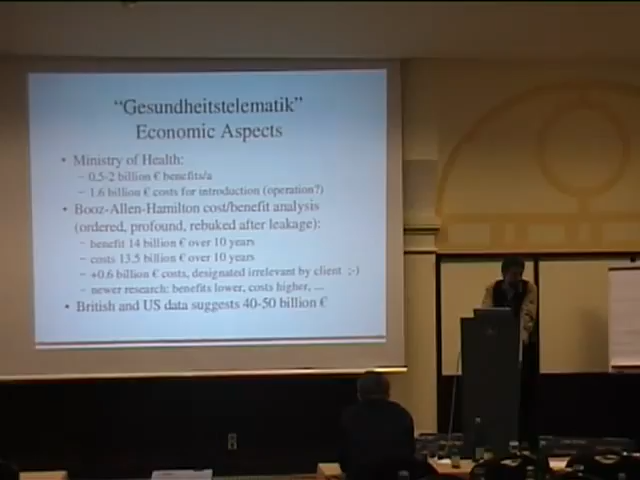 “Gesundheitstelematik”
Economic Aspects
• Ministry of Health:
– 0.5-2 billion € benefits/a
– 1.6 billion € costs for introduction (operation?)
• Booz-Allen-Hamilton cost/benefit analysis
(ordered, profound, rebuked after leakage):
– benefit 14 billion € over 10 years
– costs 13.5 billion € over 10 years
– +0.6 billion € costs, designated irrelevant by client ;-)
– newer research: benefits lower, costs higher, ...
• British and US data suggests 40-50 billion €